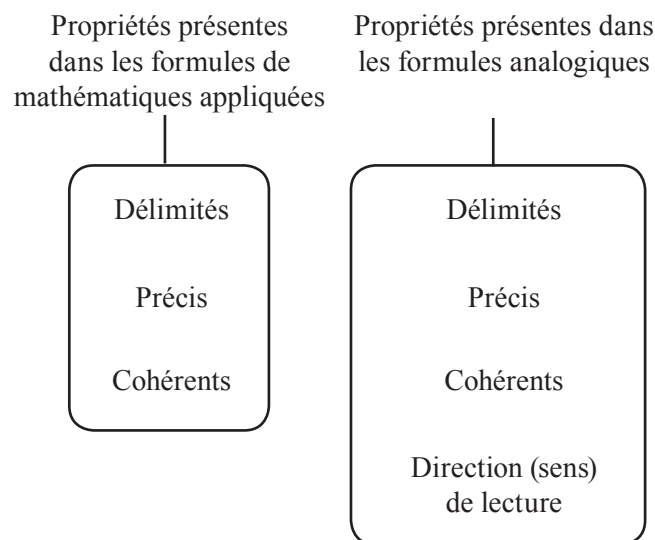 Propriétés présentes
dans les formules de
mathématiques appliquées
Délimités
Précis
Cohérents
Propriétés présentes dans
les formules analogiques
Délimités
Précis
Cohérents
Direction (sens)
de lecture